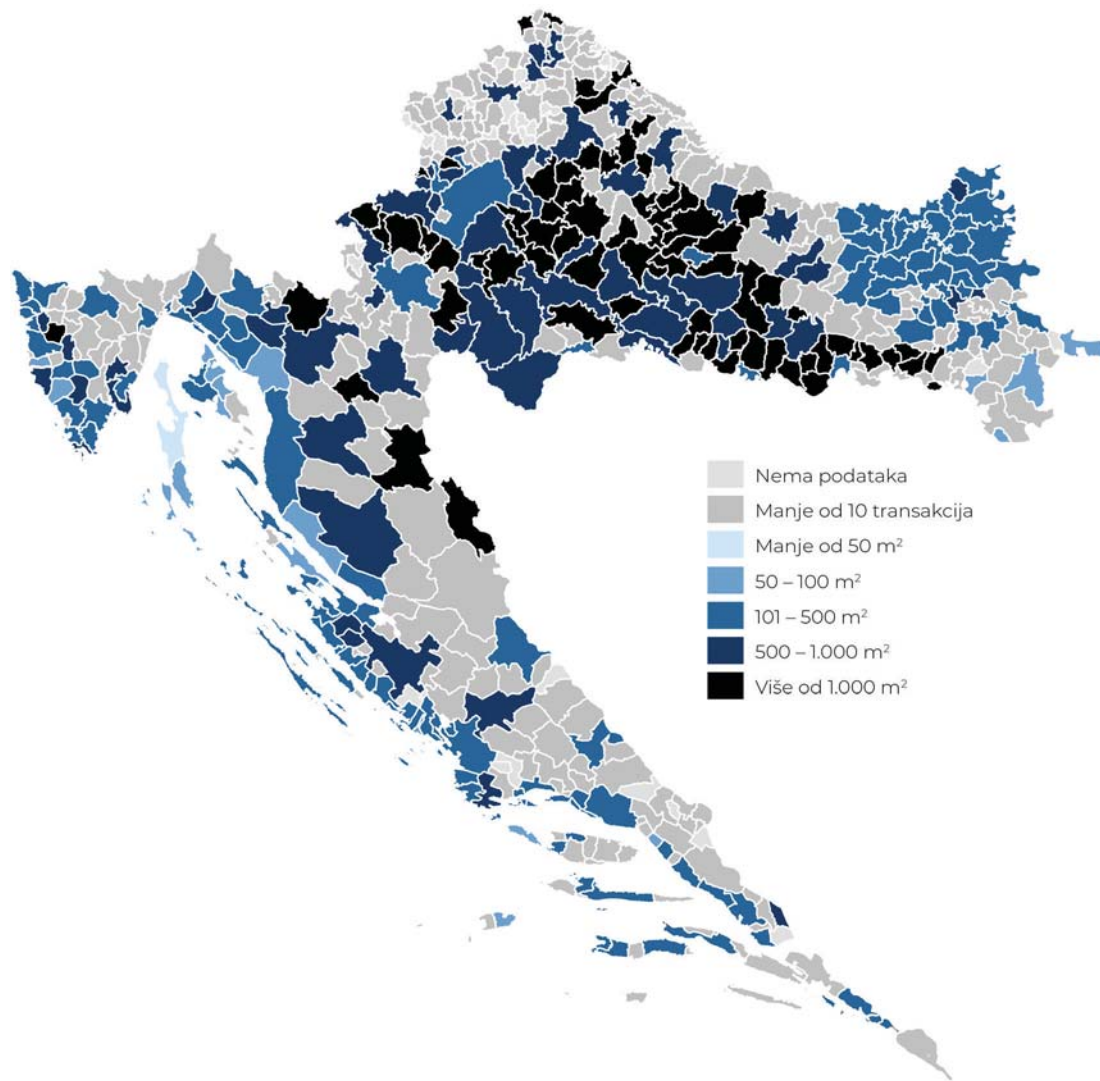 Nema podataka
Manje od 10 transakcija
Manje od 50 m²
50 – 100 m²
101 – 500 m²
500 – 1.000 m²
Više od 1.000 m²